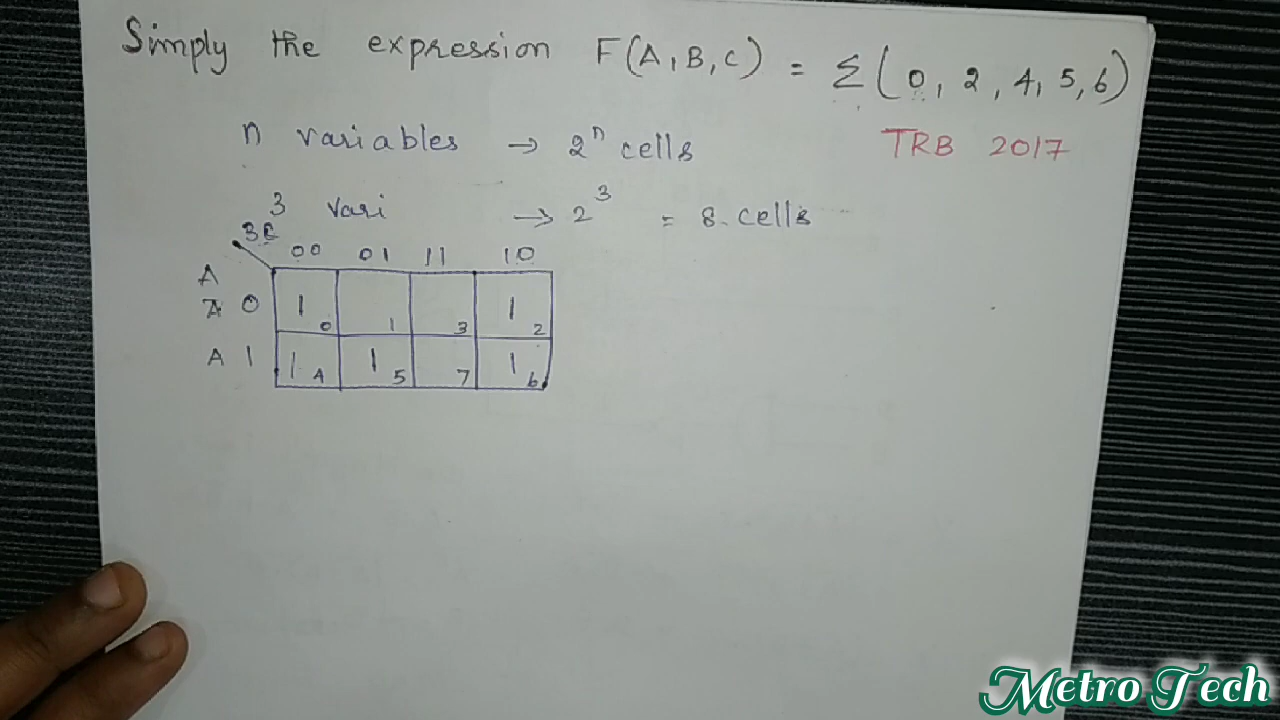 Simply the expression F(A,B,C) = Σ(0,2,4,5,6)
n variables → 2ⁿ cells
TRB 2017
3 vari → 2³ = 8 cells
BC
00 01 11 10
A
Ā 0 1 0 1 3 1 2
A 1 1 4 1 5 7 1 6
Metro Tech